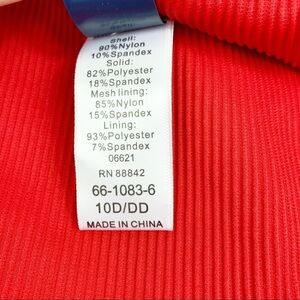 Shell:
90%Nylon
10%Spandex
Solid:
82%Polyester
18%Spandex
Mesh lining:
85%Nylon
15%Spandex
Lining:
93%Polyester
7%Spandex
06621
RN 88842
66-1083-6
10D/DD
MADE IN CHINA